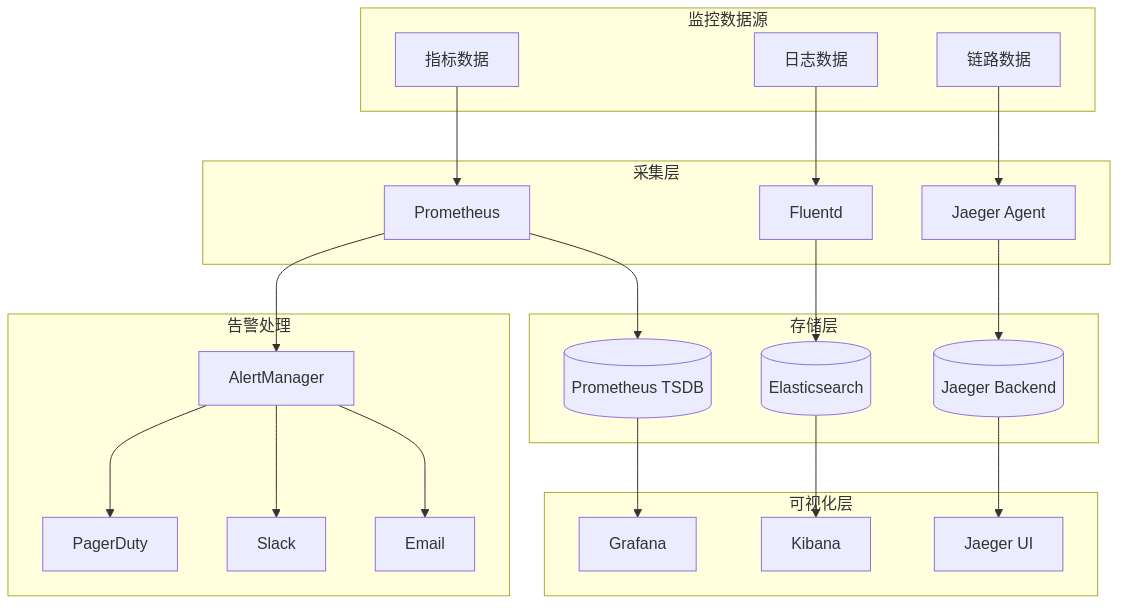 监控数据源
指标数据
日志数据
链路数据
采集层
Prometheus
Fluentd
Jaeger Agent
告警处理
存储层
AlertManager
Prometheus TSDB
Elasticsearch
Jaeger Backend
可视化层
PagerDuty
Slack
Email
Grafana
Kibana
Jaeger UI